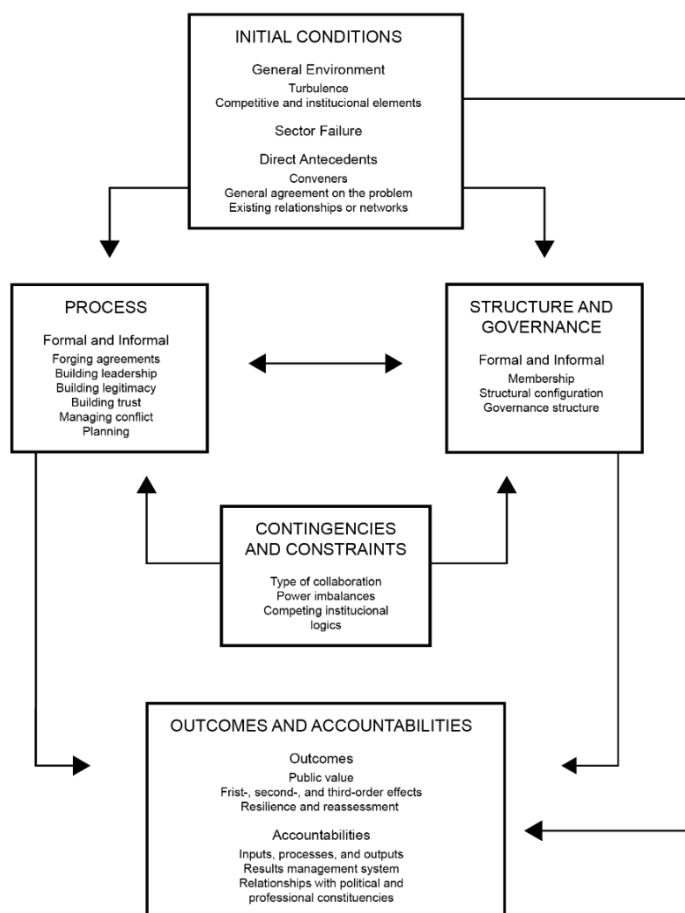 INITIAL CONDITIONS
General Environment
Turbulence
Competitive and institutional elements
Sector Failure
Direct Antecedents
Conveners
General agreement on the problem
Existing relationships or networks
PROCESS
Formal and Informal
Forging agreements
Building leadership
Building legitimacy
Building trust
Managing conflict
Planning
STRUCTURE AND
GOVERNANCE
Formal and Informal
Membership
Structural configuration
Governance structure
CONTINGENCIES
AND CONSTRAINTS
Type of collaboration
Power imbalances
Competing institutional
logics
OUTCOMES AND ACCOUNTABILITIES
Outcomes
Public value
Frist-, second-, and third-order effects
Resilience and reassessment
Accountabilities
Inputs, processes, and outputs
Results management system
Relationships with political and
professional constituencies